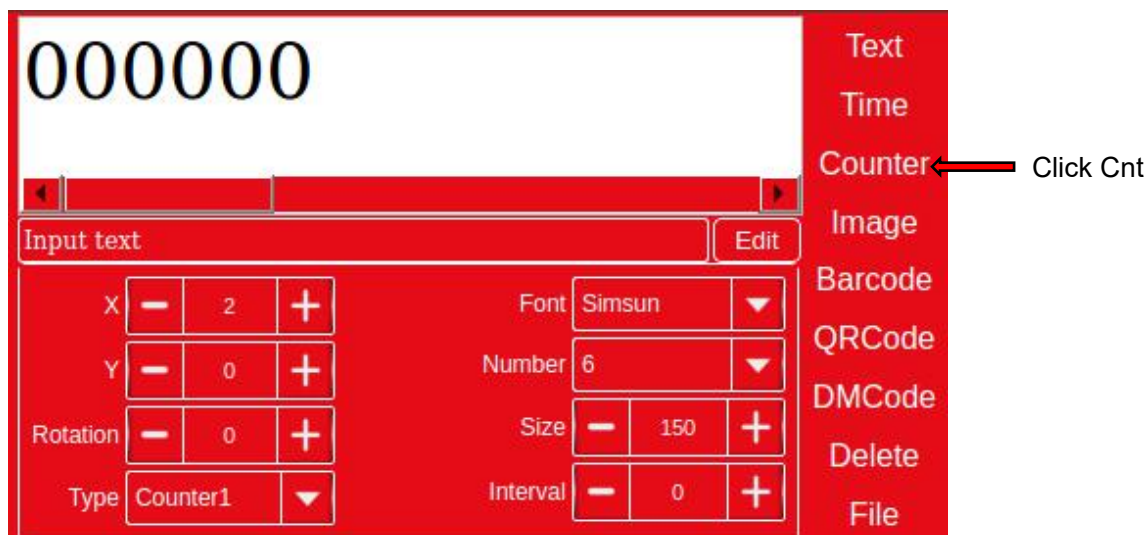 000000
Input text Edit
X 2
Y 0
Rotation 0
Type Counter1
Font Simsun
Number 6
Size 150
Interval 0
Text
Time
Counter Click Cnt
Image
Barcode
QRCode
DMCode
Delete
File